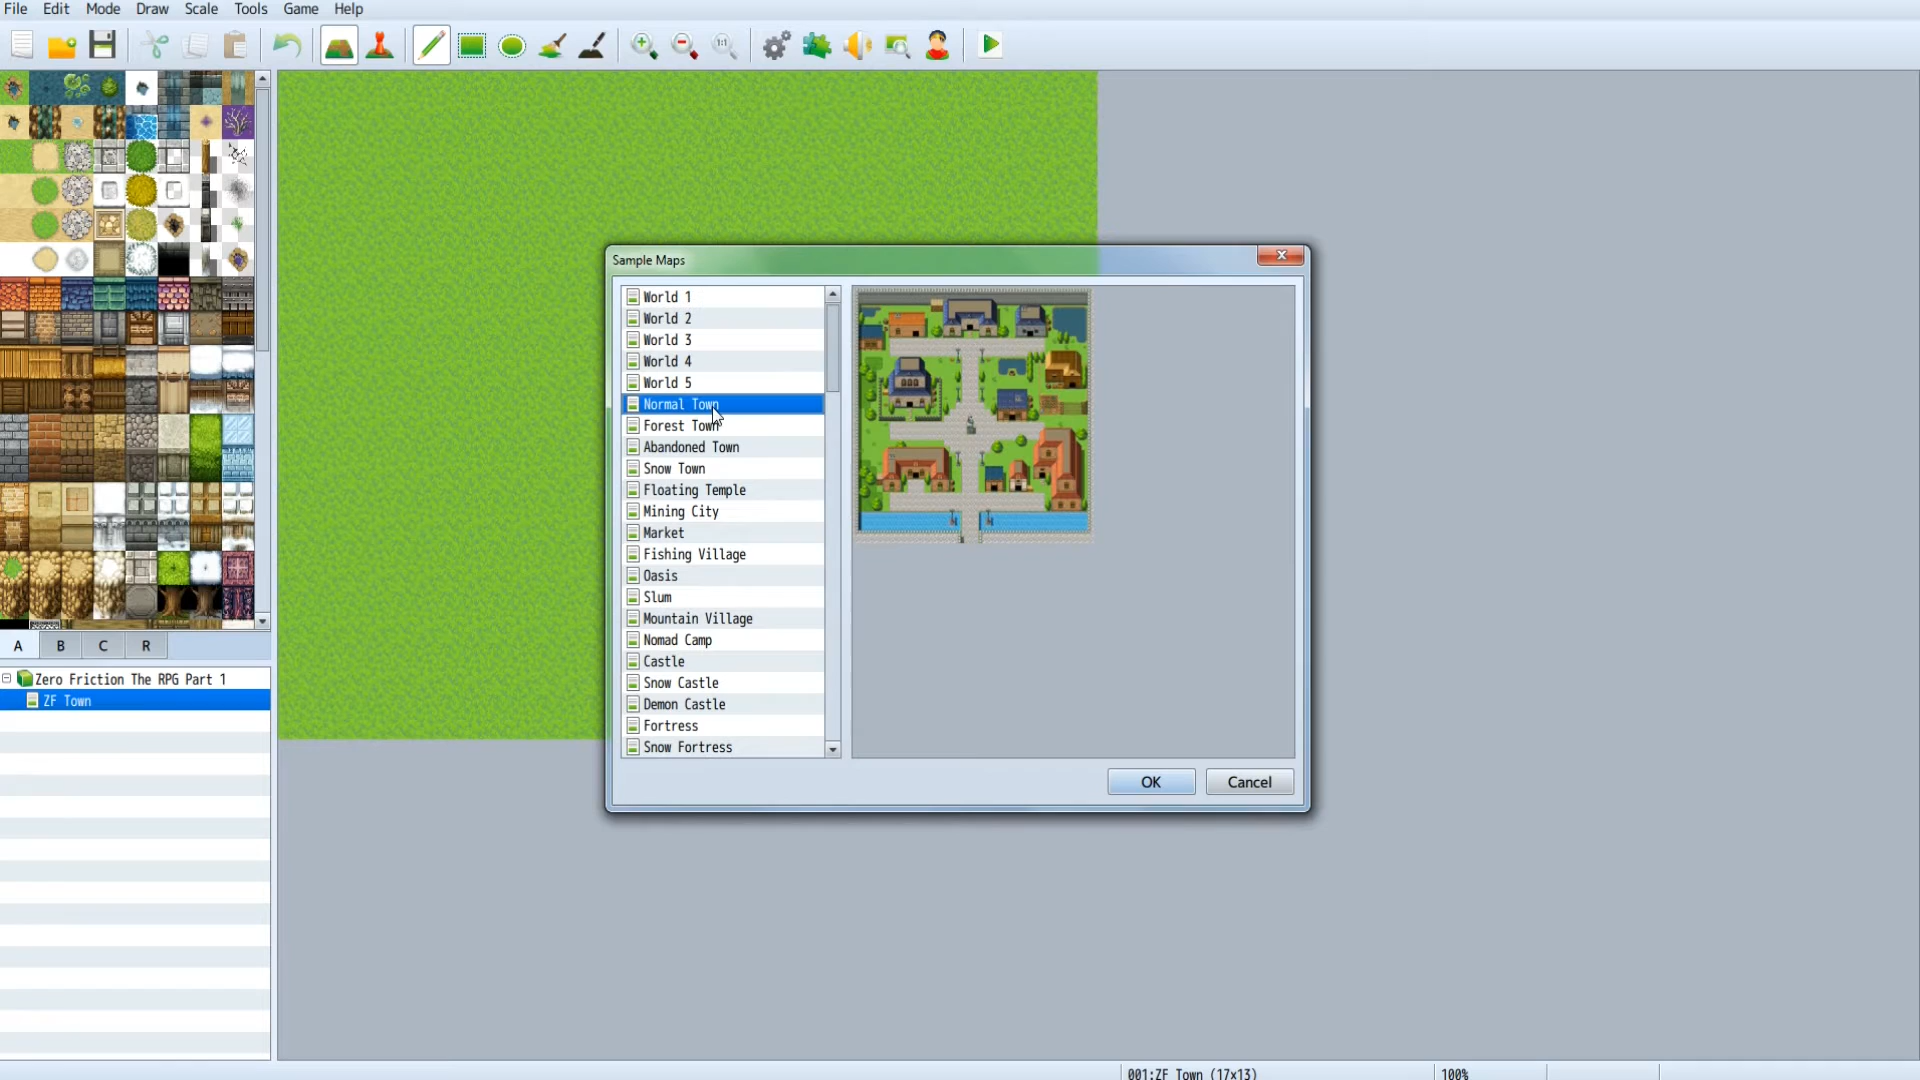 File Edit Mode Draw Scale Tools Game Help
1:1
Sample Maps
World 1
World 2
World 3
World 4
World 5
Normal Town
Forest Town
Abandoned Town
Snow Town
Floating Temple
Mining City
Market
Fishing Village
Oasis
Slum
Mountain Village
Nomad Camp
Castle
Snow Castle
Demon Castle
Fortress
Snow Fortress
OK Cancel
A B C R
Zero Friction The RPG Part 1
ZF Town
001:ZF Town (17x13) 100%